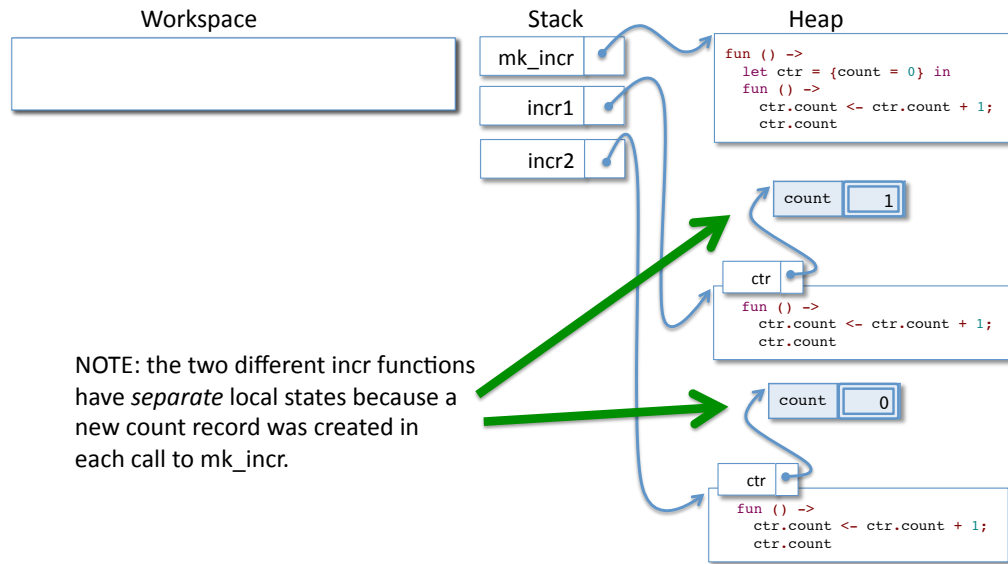 Workspace
Stack
Heap
mk_incr
incr1
incr2
fun () ->
  let ctr = {count = 0} in
  fun () ->
    ctr.count <- ctr.count + 1;
    ctr.count
count 1
ctr
fun () ->
  ctr.count <- ctr.count + 1;
  ctr.count
NOTE: the two different incr functions
have separate local states because a
new count record was created in
each call to mk_incr.
count 0
ctr
fun () ->
  ctr.count <- ctr.count + 1;
  ctr.count